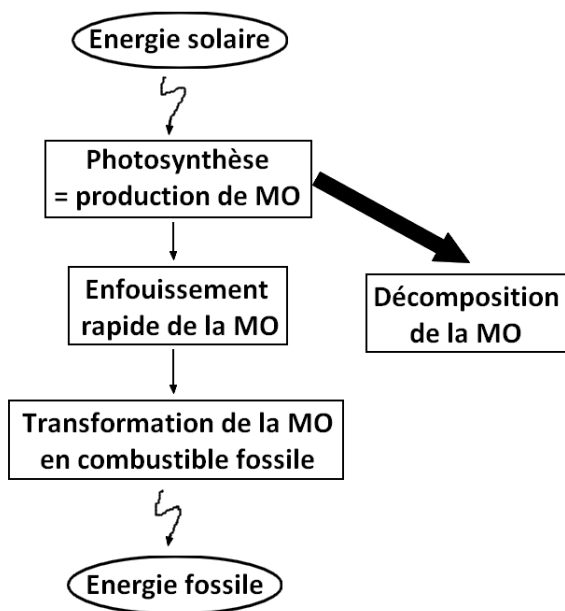 Energie solaire
Photosynthèse
= production de MO
Enfouissement
rapide de la MO
Décomposition
de la MO
Transformation de la MO
en combustible fossile
Energie fossile